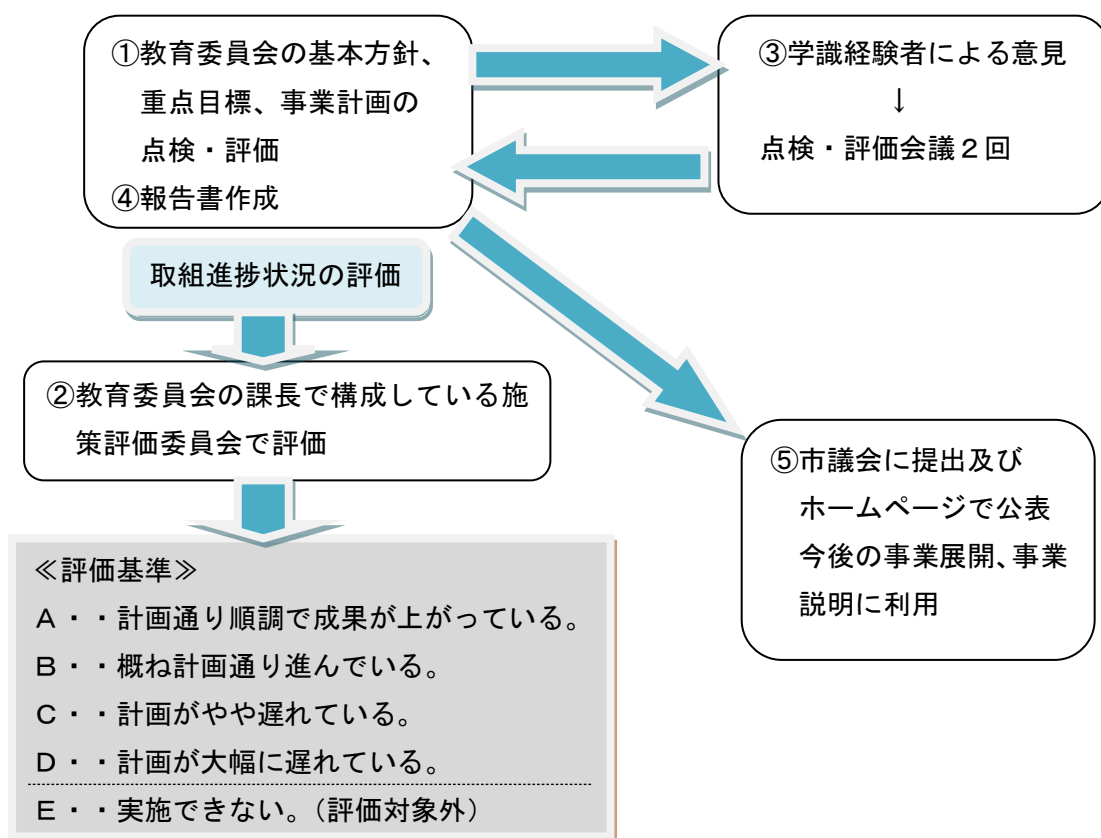 ①教育委員会の基本方針、
重点目標、事業計画の
点検・評価
④報告書作成
③学識経験者による意見
↓
点検・評価会議２回
取組進捗状況の評価
②教育委員会の課長で構成している施
策評価委員会で評価
⑤市議会に提出及び
ホームページで公表
今後の事業展開、事業
説明に利用
≪評価基準≫
Ａ・・計画通り順調で成果が上がっている。
Ｂ・・概ね計画通り進んでいる。
Ｃ・・計画がやや遅れている。
Ｄ・・計画が大幅に遅れている。
Ｅ・・実施できない。（評価対象外）